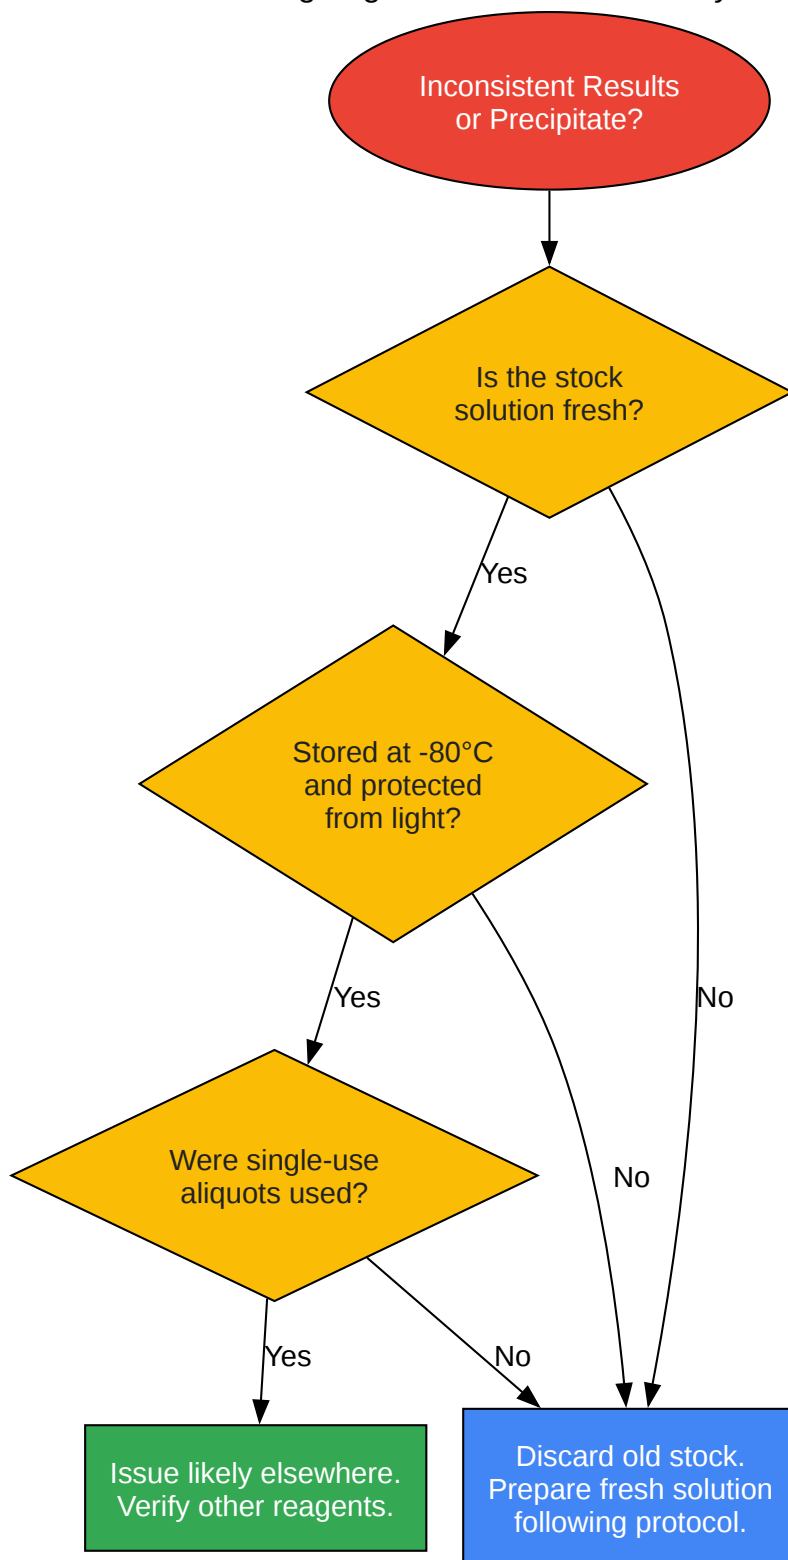 Inconsistent Results
or Precipitate?
Is the stock
solution fresh?
Yes
Stored at -80°C
and protected
from light?
Yes
No
Were single-use
aliquots used?
No
Yes
No
Issue likely elsewhere.
Verify other reagents.
Discard old stock.
Prepare fresh solution
following protocol.